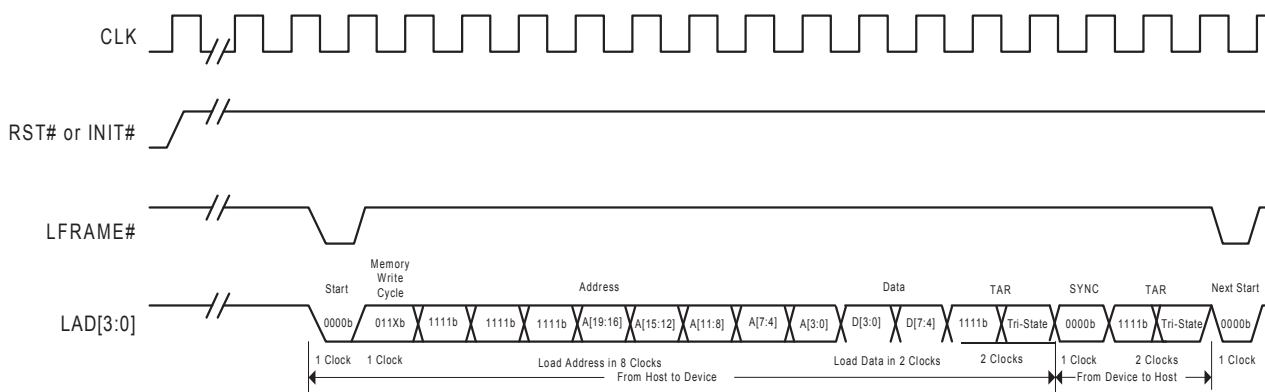 CLK
RST# or INIT#
LFRAME#
Memory
Write
Cycle
Start
Address
Data
TAR
SYNC
TAR
Next Start
LAD[3:0]
0000b
011Xb
1111b
1111b
1111b
A[19:16]
A[15:12]
A[11:8]
A[7:4]
A[3:0]
D[3:0]
D[7:4]
1111b
Tri-State
0000b
1111b
Tri-State
0000b
1 Clock
1 Clock
Load Address in 8 Clocks
Load Data in 2 Clocks
2 Clocks
1 Clock
2 Clocks
1 Clock
From Host to Device
From Device to Host